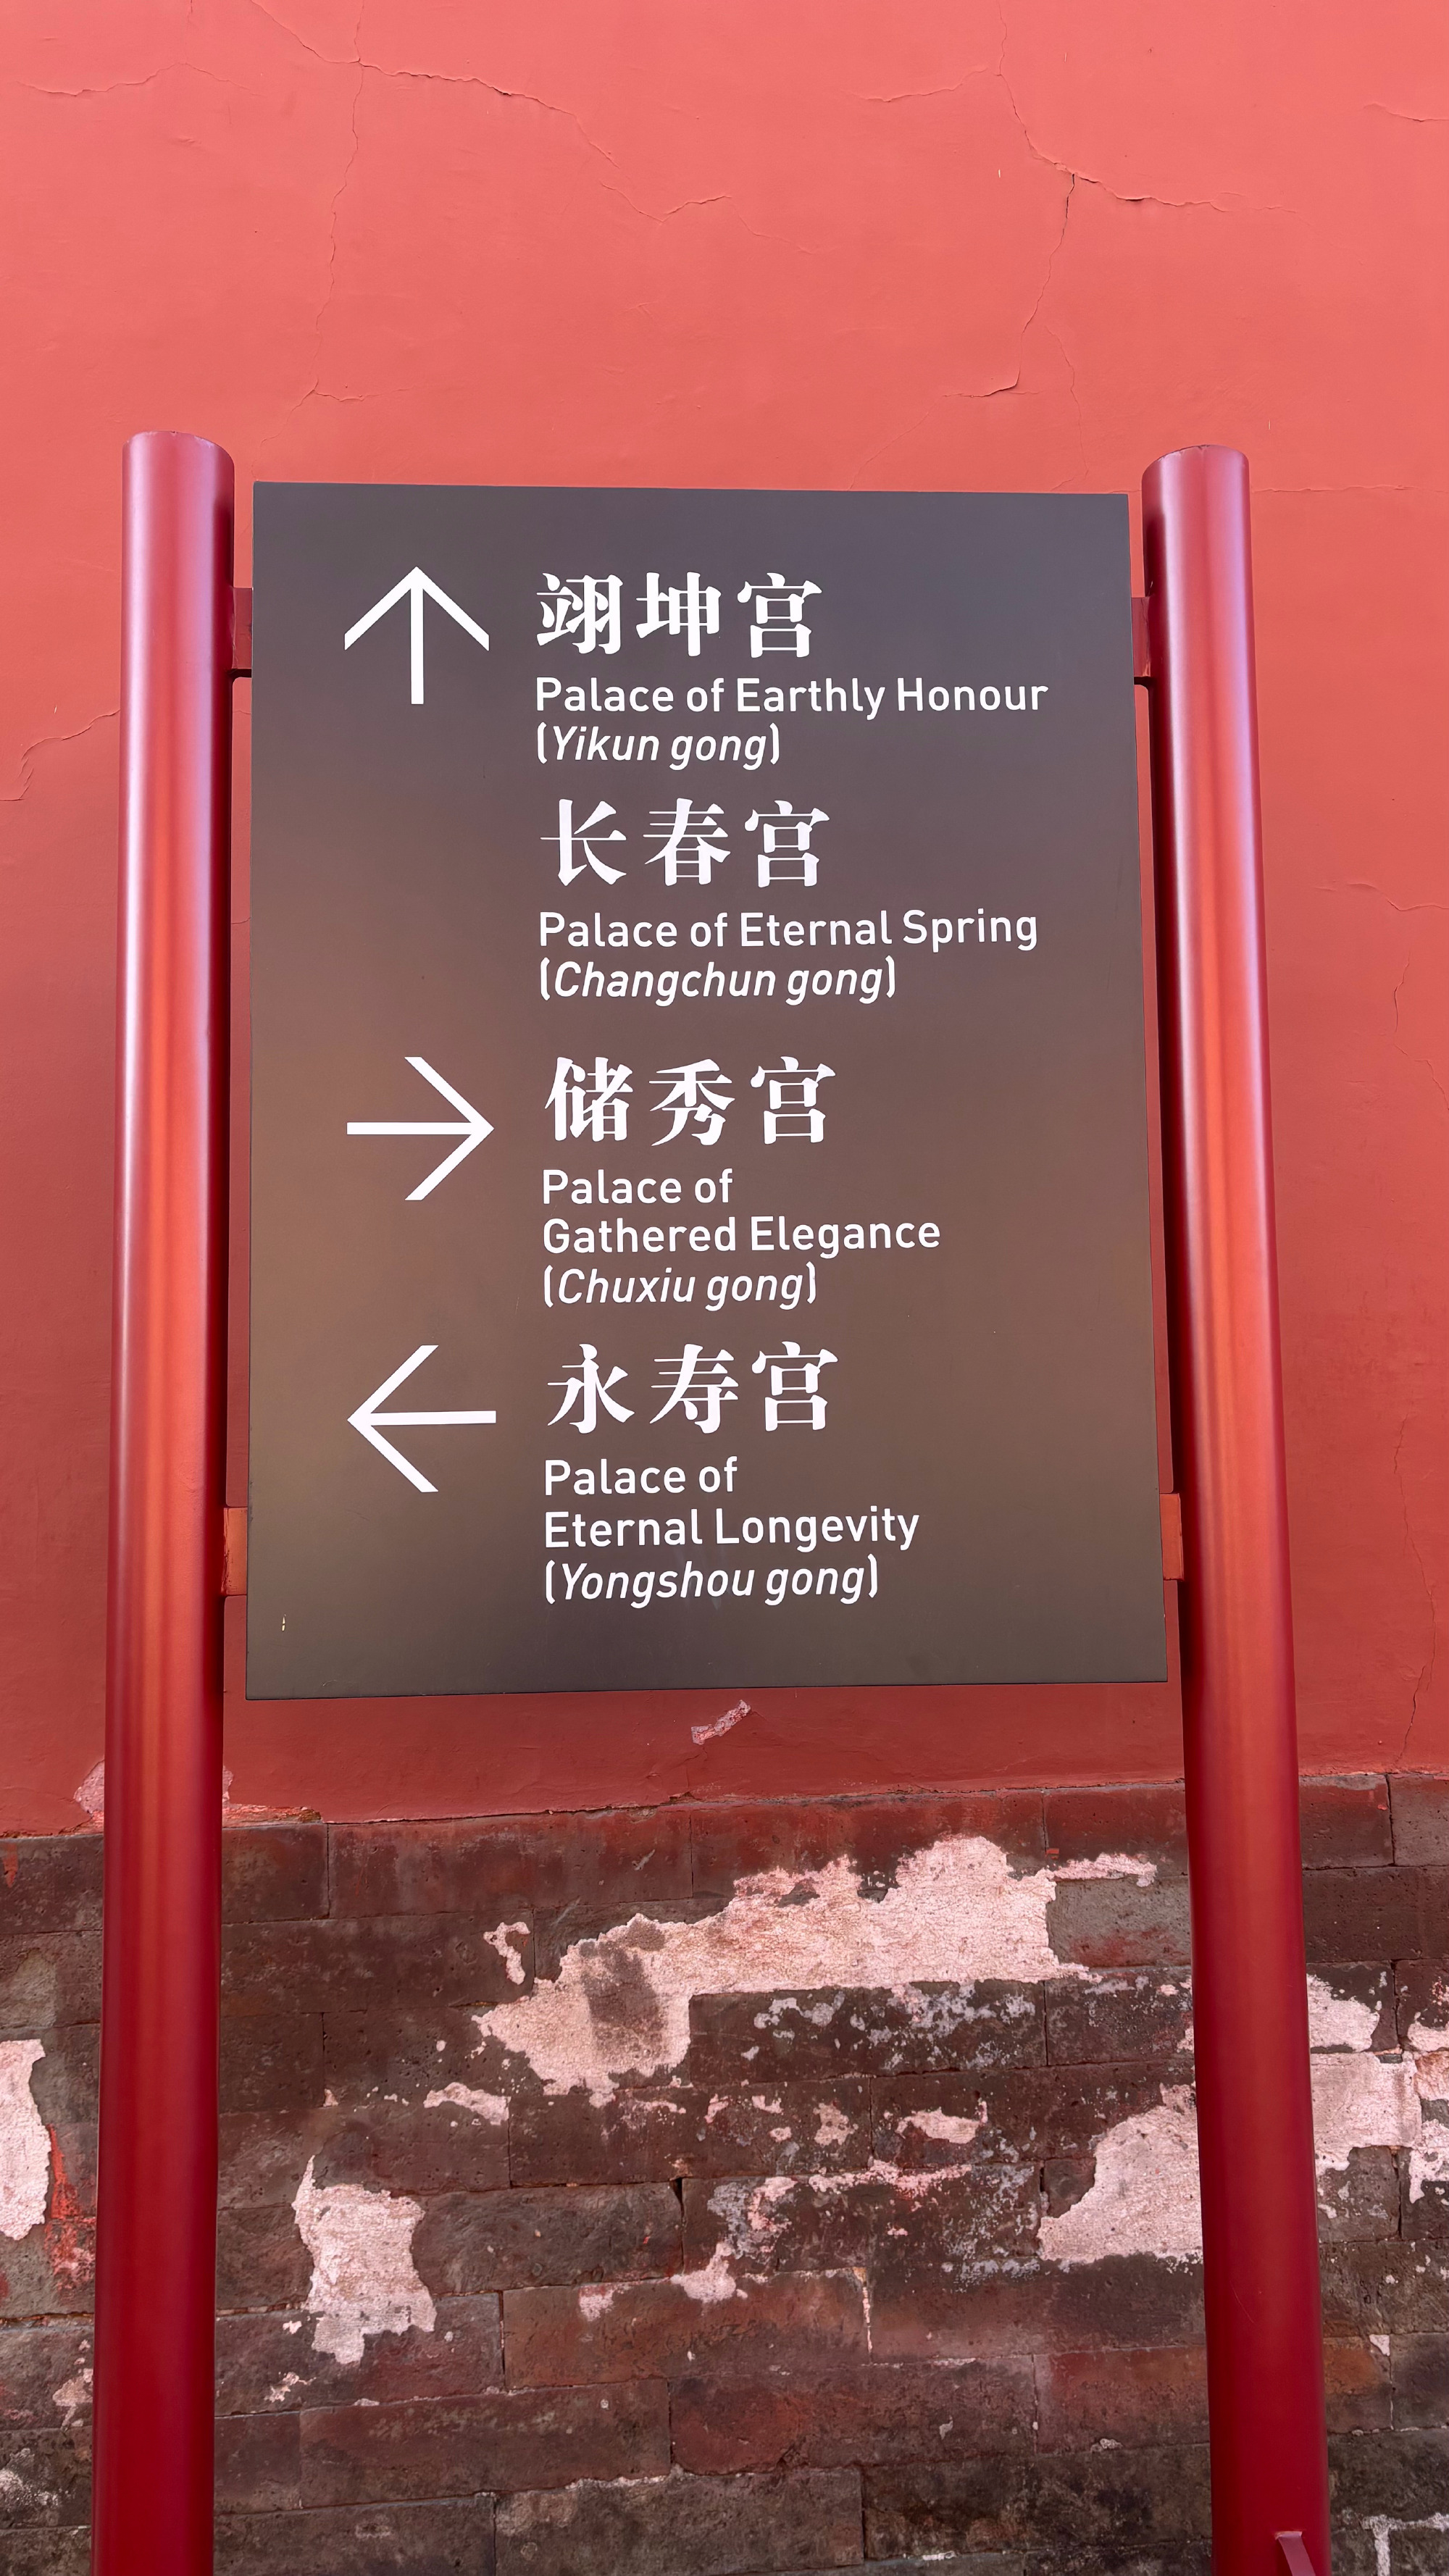 翊坤宫
Palace of Earthly Honour
(Yikun gong)
长春宫
Palace of Eternal Spring
(Changchun gong)
储秀宫
Palace of
Gathered Elegance
(Chuxiu gong)
永寿宫
Palace of
Eternal Longevity
(Yongshou gong)